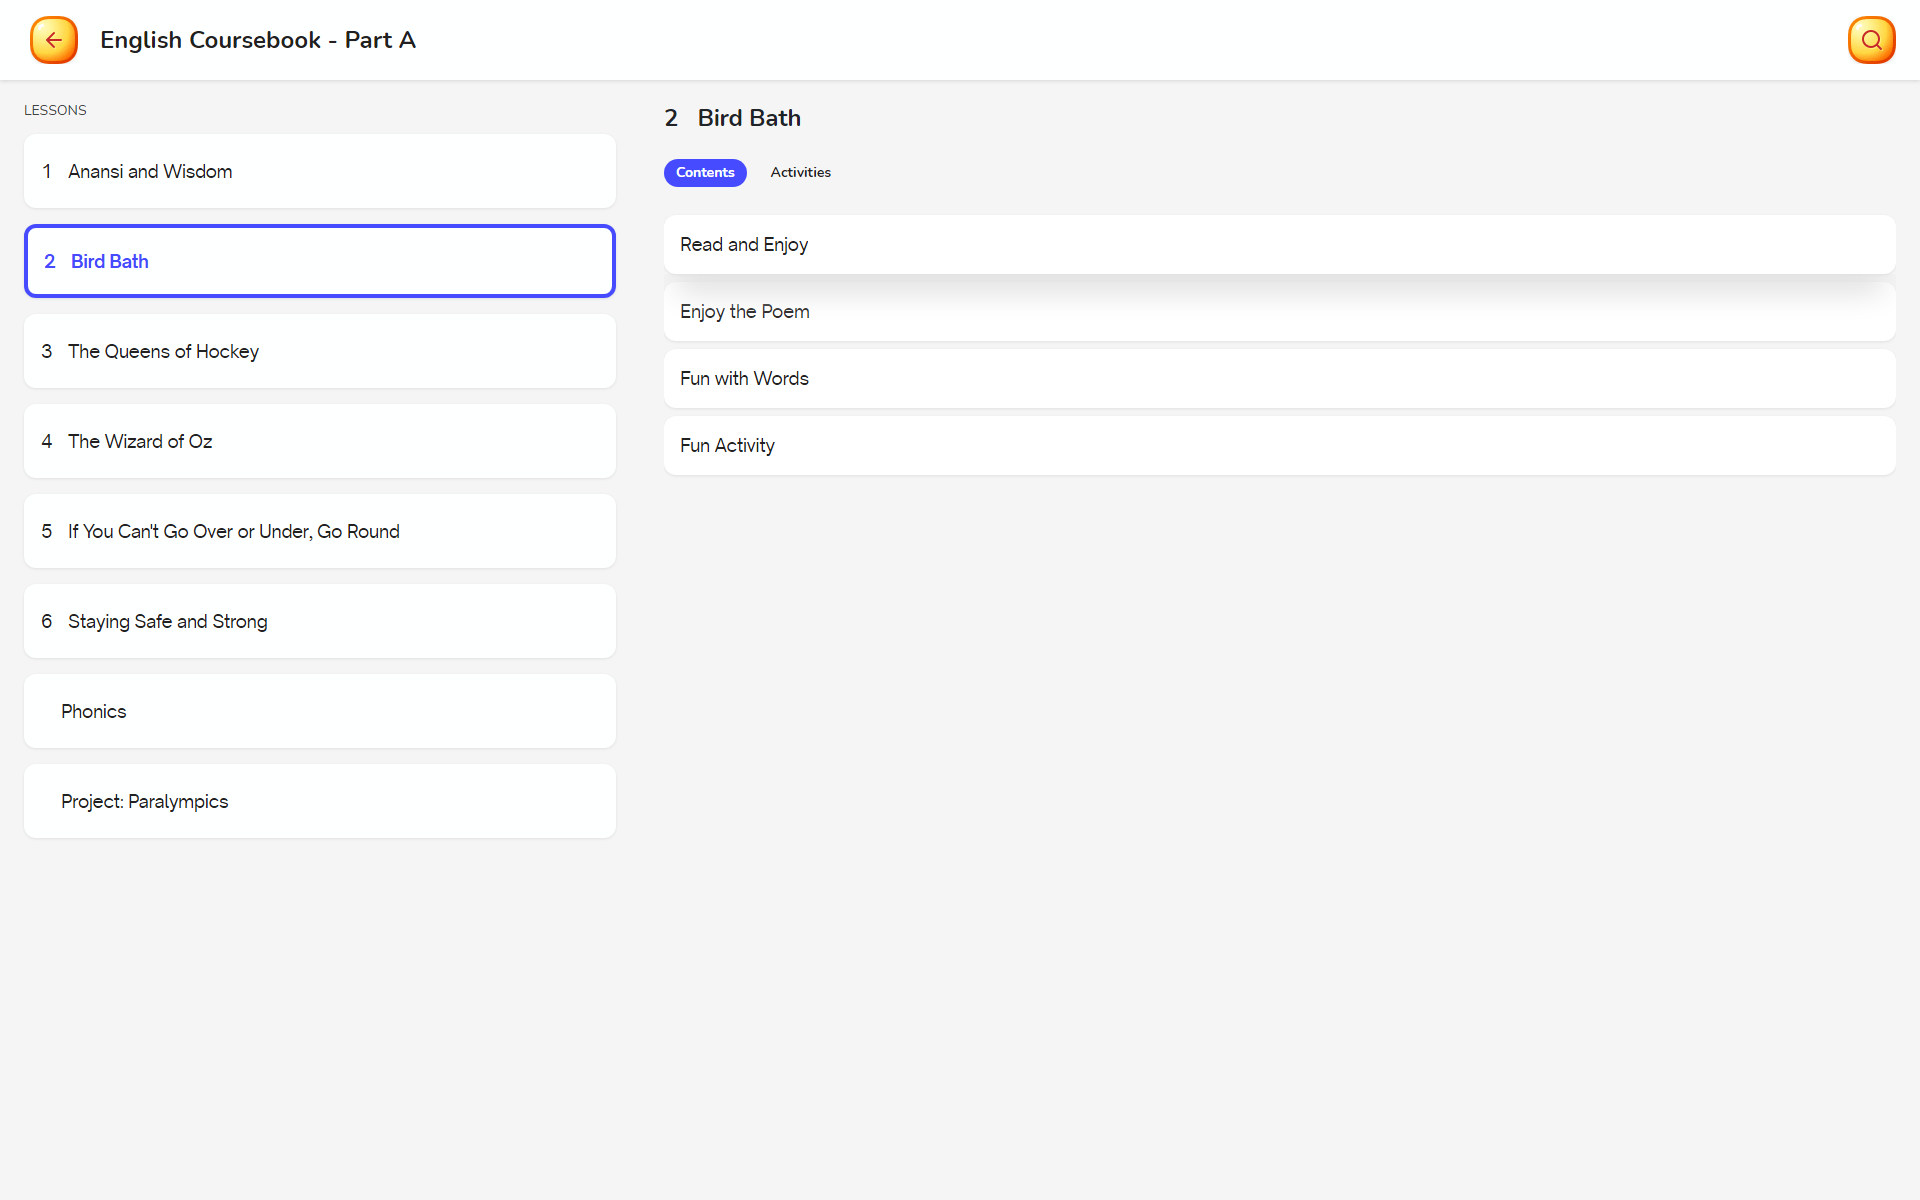 English Coursebook - Part A
LESSONS
1 Anansi and Wisdom
2 Bird Bath
3 The Queens of Hockey
4 The Wizard of Oz
5 If You Can't Go Over or Under, Go Round
6 Staying Safe and Strong
Phonics
Project: Paralympics
2 Bird Bath
Contents Activities
Read and Enjoy
Enjoy the Poem
Fun with Words
Fun Activity